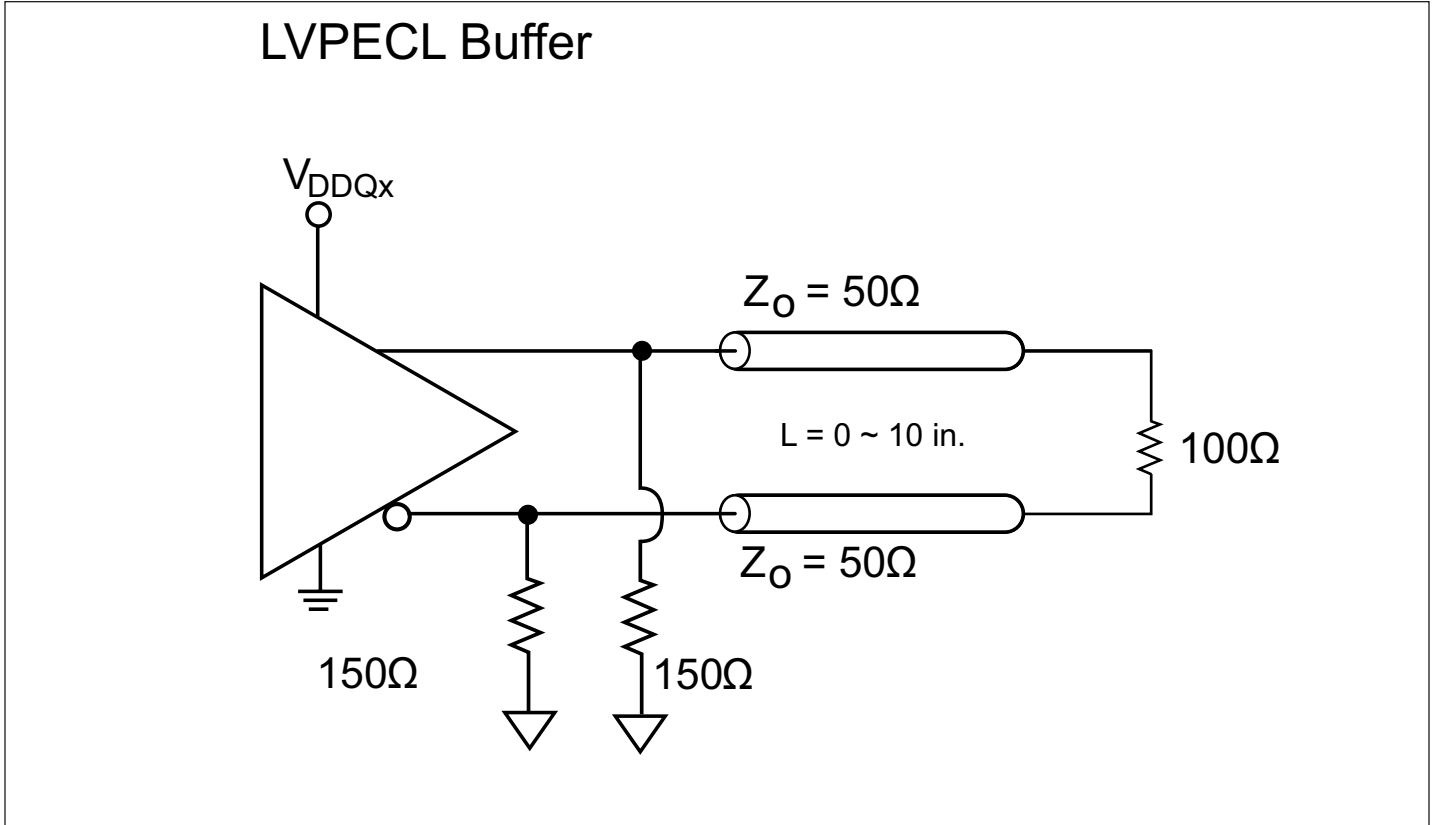 LVPECL Buffer
VDDQx
ZO = 50Ω
L = 0 ~ 10 in.
100Ω
ZO = 50Ω
150Ω
150Ω